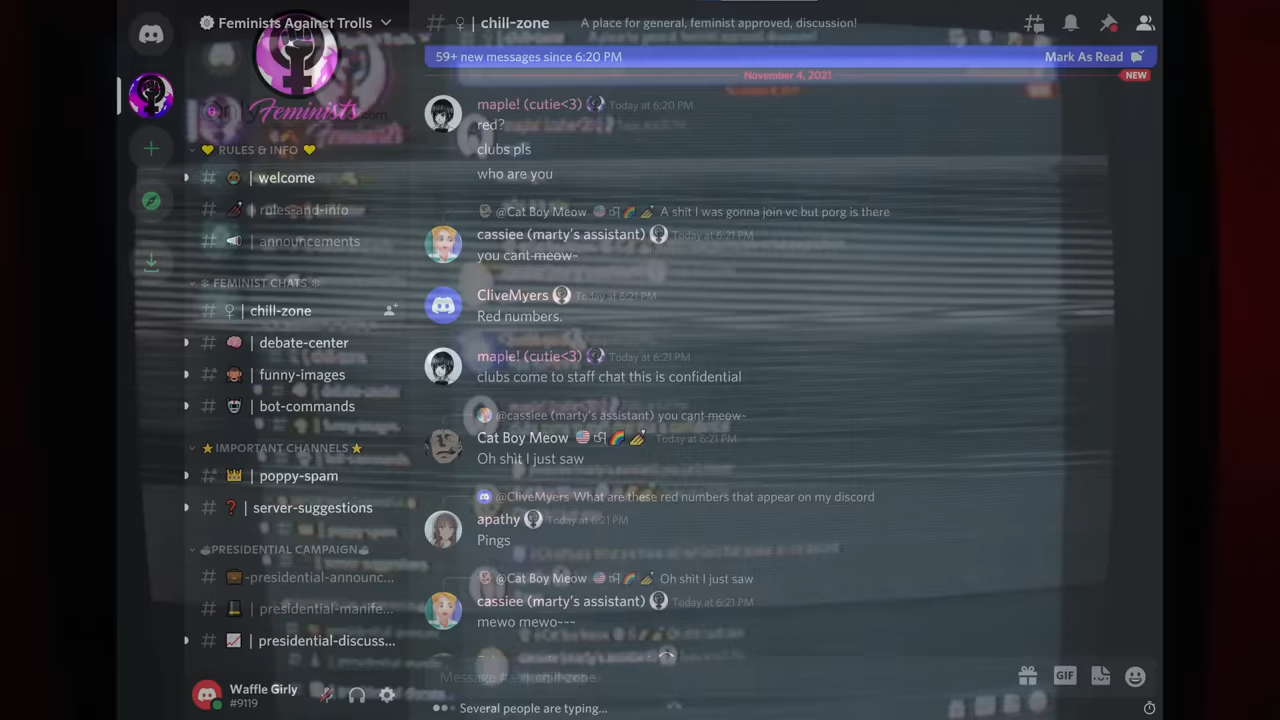 Feminists Against Trolls
Feminists
RULES & INFO
| welcome
| rules-and-info
| announcements
FEMINIST CHATS
| chill-zone
| debate-center
| funny-images
| bot-commands
IMPORTANT CHANNELS
| poppy-spam
| server-suggestions
PRESIDENTIAL CAMPAIGN
-presidential-announc...
| presidential-manife...
| presidential-discuss...
Waffle Girly
#9119
| chill-zone
A place for general, feminist approved, discussion!
59+ new messages since 6:20 PM
Mark As Read
November 4, 2021
NEW
maple! (cutie<3) Today at 6:20 PM
red?
clubs pls
who are you
@Cat Boy Meow A shit I was gonna join vc but porg is there
cassiee (marty's assistant) Today at 6:21 PM
you cant meow~
CliveMyers Today at 6:21 PM
Red numbers.
maple! (cutie<3) Today at 6:21 PM
clubs come to staff chat this is confidential
@cassiee (marty's assistant) you cant meow~
Cat Boy Meow Today at 6:21 PM
Oh shit I just saw
@CliveMyers What are these red numbers that appear on my discord
apathy Today at 6:21 PM
Pings
@Cat Boy Meow Oh shit I just saw
cassiee (marty's assistant) Today at 6:21 PM
mewo mewo~~~
Message # | chill-zone
GIF
Several people are typing...